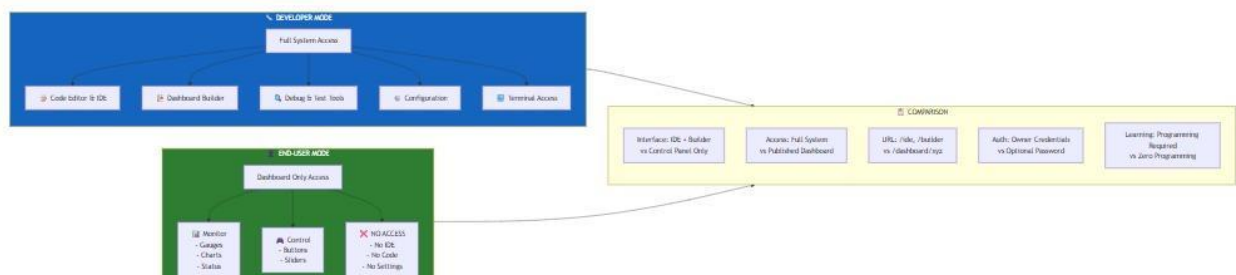 DEVELOPER MODE
Full System Access
Code Editor & IDE
Dashboard Builder
Debug & Test Tools
Configuration
Terminal Access
COMPARISON
Interface: IDE + Builder
vs Control Panel Only
Access: Full System
vs Published Dashboard
URL: /ide, /builder
vs /dashboard/xyz
Auth: Owner Credentials
vs Optional Password
Learning: Programming
Required
vs Zero Programming
END-USER MODE
Dashboard Only Access
Monitor
- Gauges
- Charts
- Status
Control
- Buttons
- Sliders
NO ACCESS
- No IDE
- No Code
- No Settings